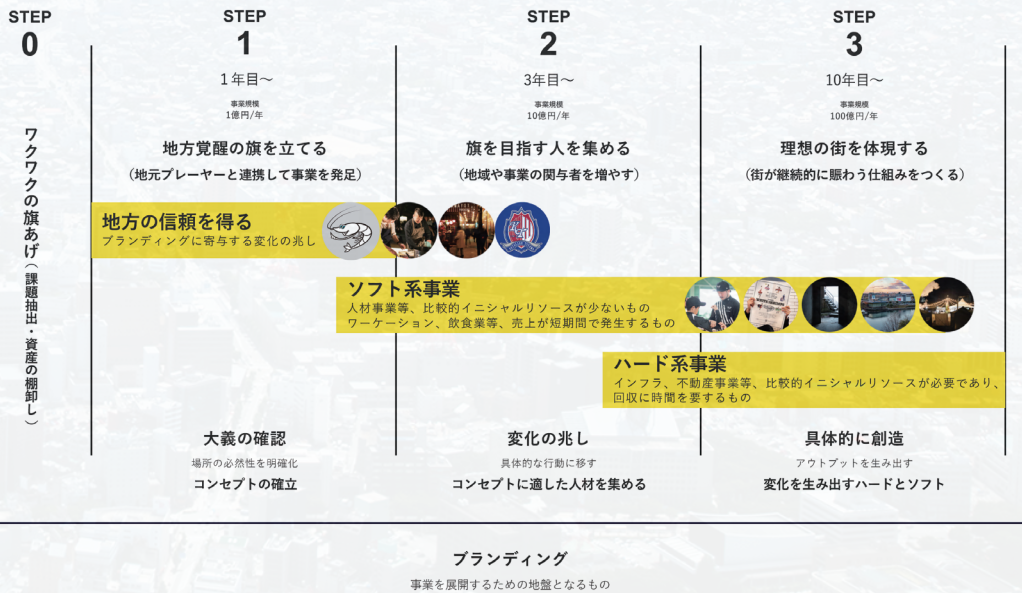 STEP
0
ワクワクの旗あげ（課題抽出・資産の棚卸し）
STEP
1
1年目〜
事業規模
1億円/年
地方覚醒の旗を立てる
（地元プレーヤーと連携して事業を発足）
STEP
2
3年目〜
事業規模
10億円/年
旗を目指す人を集める
（地域や事業の関与者を増やす）
STEP
3
10年目〜
事業規模
100億円/年
理想の街を体現する
（街が継続的に賑わう仕組みをつくる）
地方の信頼を得る
ブランディングに寄与する変化の兆し
ソフト系事業
人材事業等、比較的イニシャルリソースが少ないもの
ワーケーション、飲食業等、売上が短期間で発生するもの
ハード系事業
インフラ、不動産事業等、比較的イニシャルリソースが必要であり、
回収に時間を要するもの
大義の確認
場所の必然性を明確化
コンセプトの確立
変化の兆し
具体的な行動に移す
コンセプトに適した人材を集める
具体的に創造
アウトプットを生み出す
変化を生み出すハードとソフト
ブランディング
事業を展開するための地盤となるもの